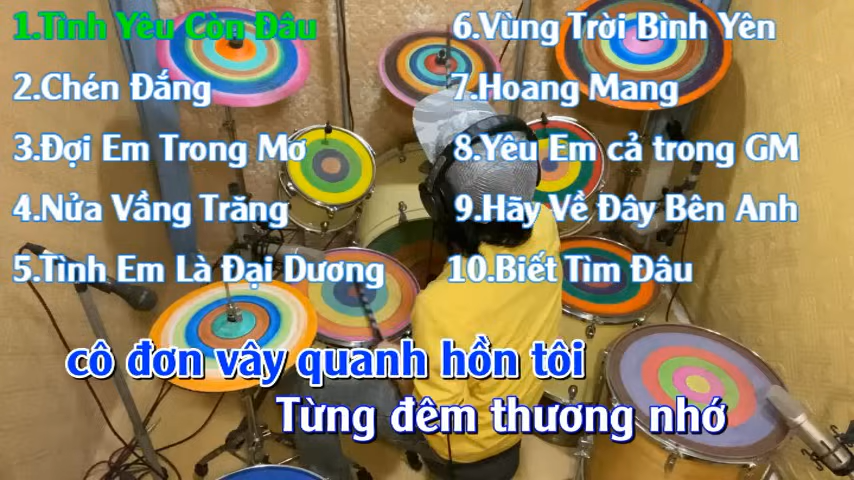 1.Tình Yêu Còn Đâu
2.Chén Đắng
3.Đợi Em Trong Mơ
4.Nửa Vầng Trăng
5.Tình Em Là Đại Dương
6.Vùng Trời Bình Yên
7.Hoang Mang
8.Yêu Em cả trong GM
9.Hãy Về Đây Bên Anh
10.Biết Tìm Đâu
cô đơn vây quanh hồn tôi
Từng đêm thương nhớ